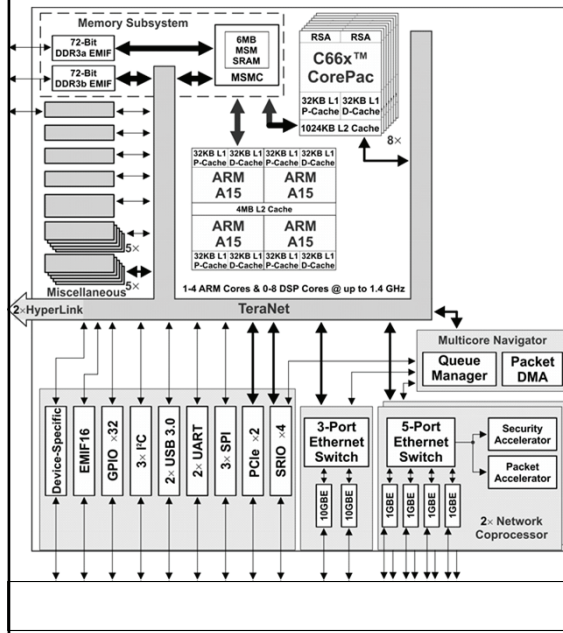 Memory Subsystem
72-Bit
DDR3a EMIF
72-Bit
DDR3b EMIF
6MB
MSM
SRAM
MSMC
RSA RSA
C66x™
CorePac
32KB L1 32KB L1
P-Cache D-Cache
1024KB L2 Cache
8×
32KB L1 32KB L1 32KB L1 32KB L1
P-Cache D-Cache P-Cache D-Cache
ARM ARM
A15 A15
4MB L2 Cache
ARM ARM
A15 A15
32KB L1 32KB L1 32KB L1 32KB L1
P-Cache D-Cache P-Cache D-Cache
5×
5×
Miscellaneous
1-4 ARM Cores & 0-8 DSP Cores @ up to 1.4 GHz
2×HyperLink
TeraNet
Multicore Navigator
Queue
Manager
Packet
DMA
Device-Specific
EMIF16
GPIO ×32
3× I²C
2× USB 3.0
2× UART
3× SPI
PCIe ×2
SRIO ×4
3-Port
Ethernet
Switch
10GBE
10GBE
5-Port
Ethernet
Switch
1GBE
1GBE
1GBE
1GBE
Security
Accelerator
Packet
Accelerator
2× Network
Coprocessor